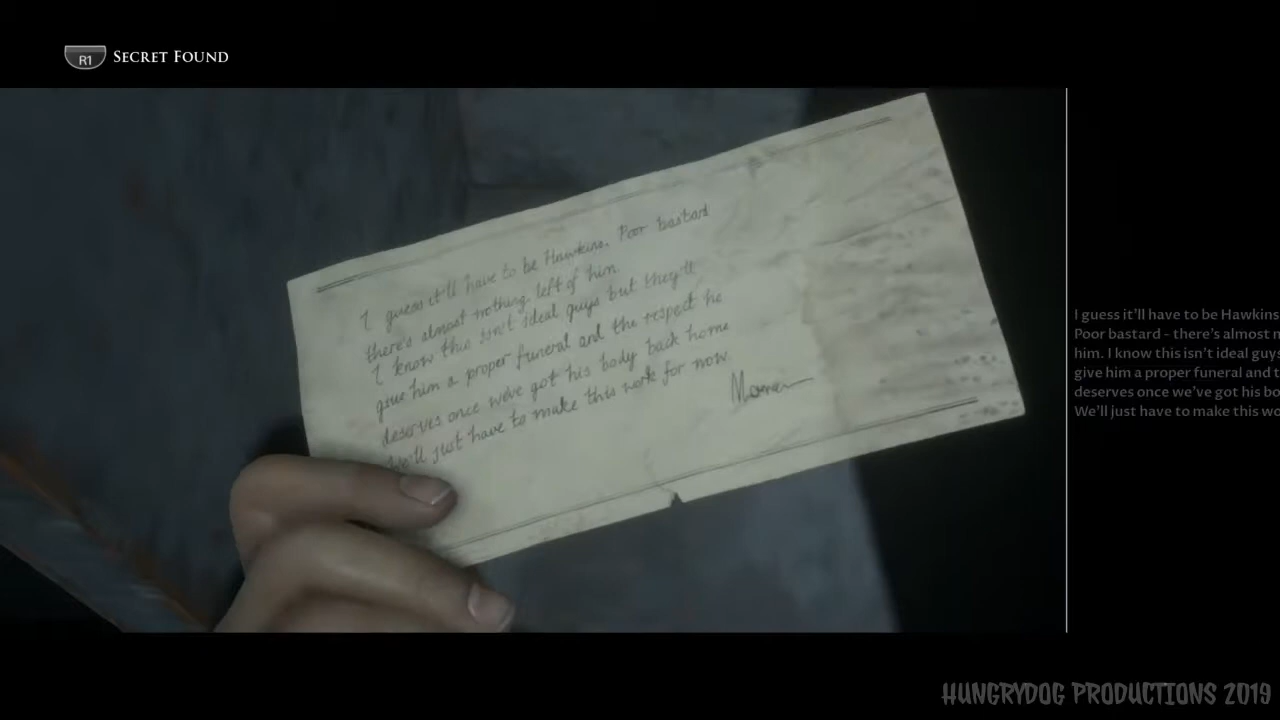 R1 SECRET FOUND
I guess it'll have to be Hawkins. Poor bastard
there's almost nothing left of him.
I know this isn't ideal guys but they'll
give him a proper funeral and the respect he
deserves once we've got his body back home
We'll just have to make this work for now.
I guess it'll have to be Hawkins
Poor bastard - there's almost n
him. I know this isn't ideal guys
give him a proper funeral and t
deserves once we've got his bo
We'll just have to make this wo
HUNGRYDOG PRODUCTIONS 2019